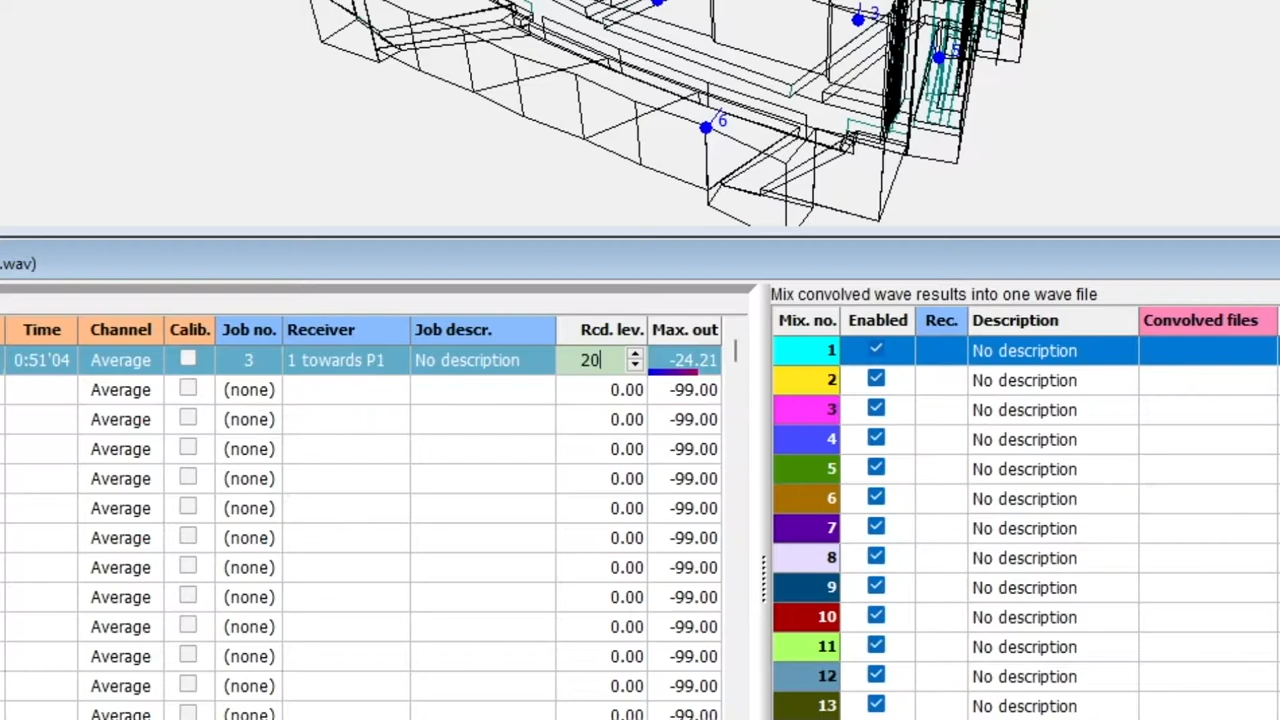 3
5
6
.wav)
Mix convolved wave results into one wave file
Time Channel Calib. Job no. Receiver Job descr. Rcd. lev. Max. out
Mix. no. Enabled Rec. Description Convolved files
0:51'04 Average 3 1 towards P1 No description 20 -24.21
1 No description
Average (none) 0.00 -99.00
2 No description
Average (none) 0.00 -99.00
3 No description
Average (none) 0.00 -99.00
4 No description
Average (none) 0.00 -99.00
5 No description
Average (none) 0.00 -99.00
6 No description
Average (none) 0.00 -99.00
7 No description
Average (none) 0.00 -99.00
8 No description
Average (none) 0.00 -99.00
9 No description
Average (none) 0.00 -99.00
10 No description
Average (none) 0.00 -99.00
11 No description
Average (none) 0.00 -99.00
12 No description
Average (none) 0.00 -99.00
13 No description